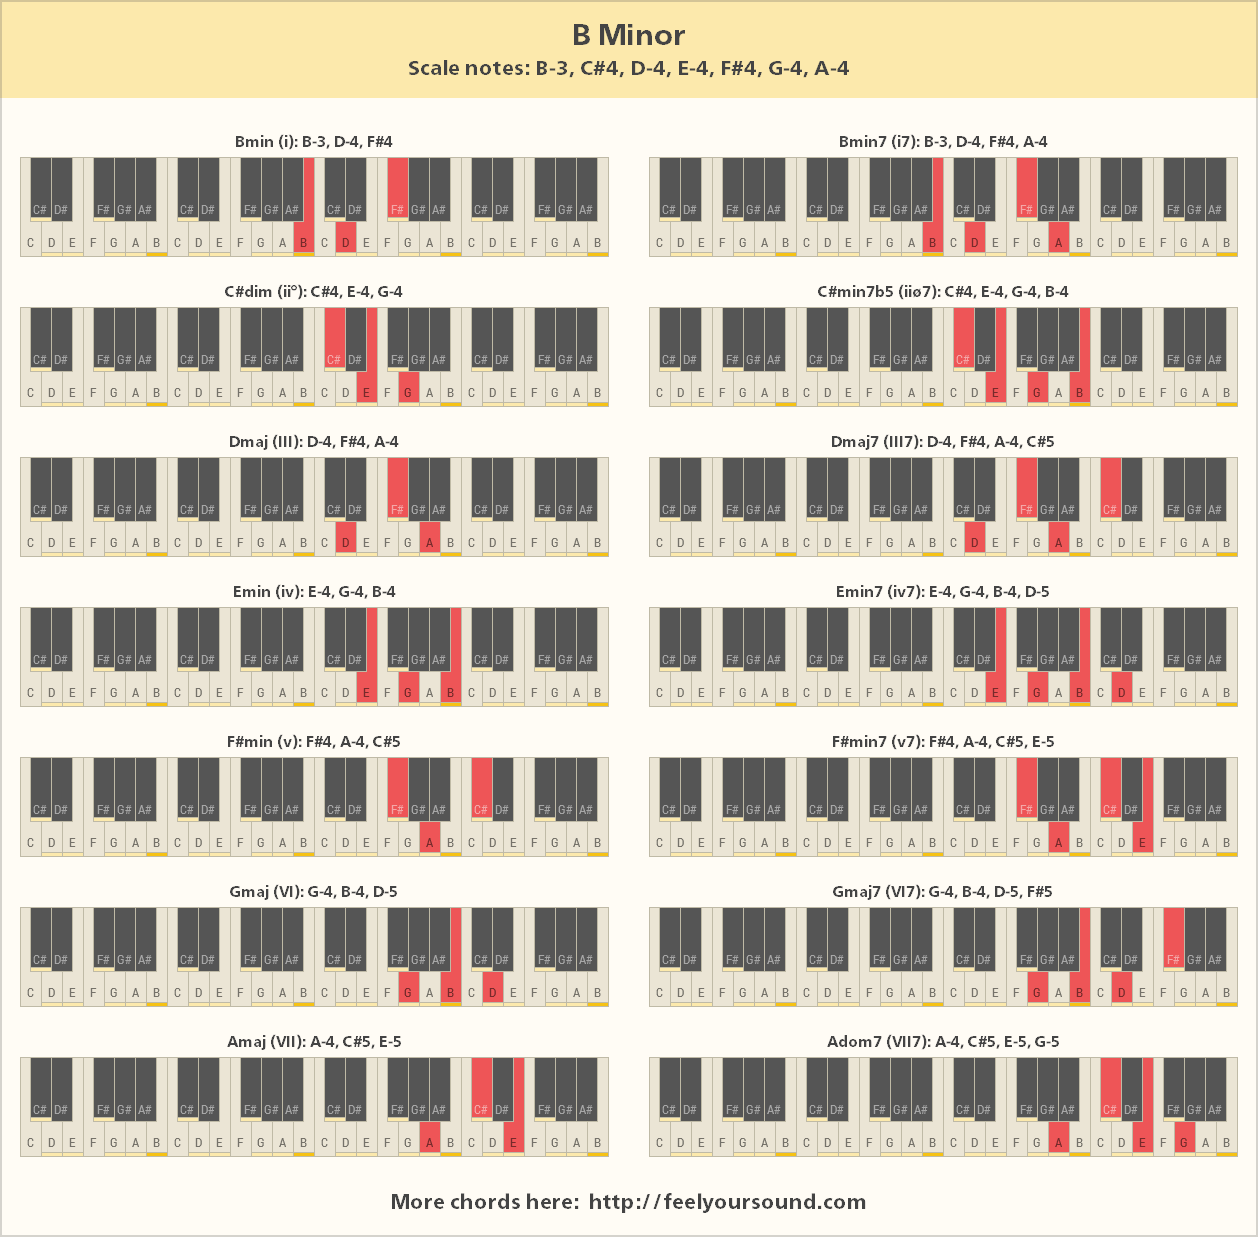 B Minor
Scale notes: B-3, C#4, D-4, E-4, F#4, G-4, A-4
Bmin (i): B-3, D-4, F#4
C# D# F# G# A# C# D# F# G# A# C# D# F# G# A# C# D# F# G# A#
C D E F G A B C D E F G A B C D E F G A B C D E F G A B
Bmin7 (i7): B-3, D-4, F#4, A-4
C# D# F# G# A# C# D# F# G# A# C# D# F# G# A# C# D# F# G# A#
C D E F G A B C D E F G A B C D E F G A B C D E F G A B
C#dim (ii°): C#4, E-4, G-4
C# D# F# G# A# C# D# F# G# A# C# D# F# G# A# C# D# F# G# A#
C D E F G A B C D E F G A B C D E F G A B C D E F G A B
C#min7b5 (iiø7): C#4, E-4, G-4, B-4
C# D# F# G# A# C# D# F# G# A# C# D# F# G# A# C# D# F# G# A#
C D E F G A B C D E F G A B C D E F G A B C D E F G A B
Dmaj (III): D-4, F#4, A-4
C# D# F# G# A# C# D# F# G# A# C# D# F# G# A# C# D# F# G# A#
C D E F G A B C D E F G A B C D E F G A B C D E F G A B
Dmaj7 (III7): D-4, F#4, A-4, C#5
C# D# F# G# A# C# D# F# G# A# C# D# F# G# A# C# D# F# G# A#
C D E F G A B C D E F G A B C D E F G A B C D E F G A B
Emin (iv): E-4, G-4, B-4
C# D# F# G# A# C# D# F# G# A# C# D# F# G# A# C# D# F# G# A#
C D E F G A B C D E F G A B C D E F G A B C D E F G A B
Emin7 (iv7): E-4, G-4, B-4, D-5
C# D# F# G# A# C# D# F# G# A# C# D# F# G# A# C# D# F# G# A#
C D E F G A B C D E F G A B C D E F G A B C D E F G A B
F#min (v): F#4, A-4, C#5
C# D# F# G# A# C# D# F# G# A# C# D# F# G# A# C# D# F# G# A#
C D E F G A B C D E F G A B C D E F G A B C D E F G A B
F#min7 (v7): F#4, A-4, C#5, E-5
C# D# F# G# A# C# D# F# G# A# C# D# F# G# A# C# D# F# G# A#
C D E F G A B C D E F G A B C D E F G A B C D E F G A B
Gmaj (VI): G-4, B-4, D-5
C# D# F# G# A# C# D# F# G# A# C# D# F# G# A# C# D# F# G# A#
C D E F G A B C D E F G A B C D E F G A B C D E F G A B
Gmaj7 (VI7): G-4, B-4, D-5, F#5
C# D# F# G# A# C# D# F# G# A# C# D# F# G# A# C# D# F# G# A#
C D E F G A B C D E F G A B C D E F G A B C D E F G A B
Amaj (VII): A-4, C#5, E-5
C# D# F# G# A# C# D# F# G# A# C# D# F# G# A# C# D# F# G# A#
C D E F G A B C D E F G A B C D E F G A B C D E F G A B
Adom7 (VII7): A-4, C#5, E-5, G-5
C# D# F# G# A# C# D# F# G# A# C# D# F# G# A# C# D# F# G# A#
C D E F G A B C D E F G A B C D E F G A B C D E F G A B
More chords here: http://feelyoursound.com